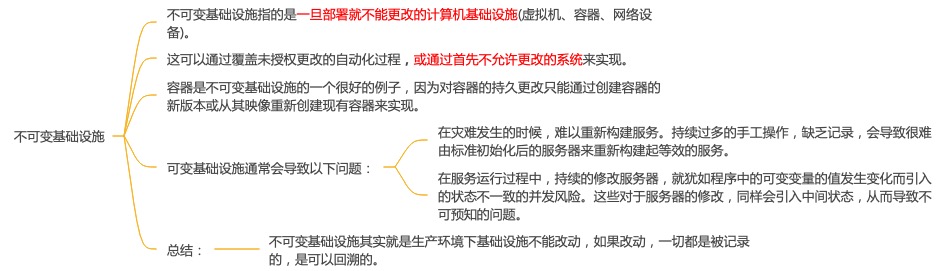 不可变基础设施
不可变基础设施指的是一旦部署就不能更改的计算机基础设施(虚拟机、容器、网络设
备)。
这可以通过覆盖未授权更改的自动化过程，或通过首先不允许更改的系统来实现。
容器是不可变基础设施的一个很好的例子，因为对容器的持久更改只能通过创建容器的
新版本或从其映像重新创建现有容器来实现。
可变基础设施通常会导致以下问题：
在灾难发生的时候，难以重新构建服务。持续过多的手工操作，缺乏记录，会导致很难
由标准初始化后的服务器来重新构建起等效的服务。
在服务运行过程中，持续的修改服务器，就犹如程序中的可变变量的值发生变化而引入
的状态不一致的并发风险。这些对于服务器的修改，同样会引入中间状态，从而导致不
可预知的问题。
总结：
不可变基础设施其实就是生产环境下基础设施不能改动，如果改动，一切都是被记录
的，是可以回溯的。